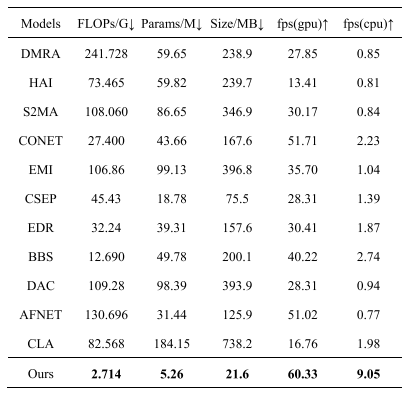 Models FLOPs/G↓ Params/M↓ Size/MB↓ fps(gpu)↑ fps(cpu)↑
DMRA 241.728 59.65 238.9 27.85 0.85
HAI 73.465 59.82 239.7 13.41 0.81
S2MA 108.060 86.65 346.9 30.17 0.84
CONET 27.400 43.66 167.6 51.71 2.23
EMI 106.86 99.13 396.8 35.70 1.04
CSEP 45.43 18.78 75.5 28.31 1.39
EDR 32.24 39.31 157.6 30.41 1.87
BBS 12.690 49.78 200.1 40.22 2.74
DAC 109.28 98.39 393.9 28.31 0.94
AFNET 130.696 31.44 125.9 51.02 0.77
CLA 82.568 184.15 738.2 16.76 1.98
Ours 2.714 5.26 21.6 60.33 9.05